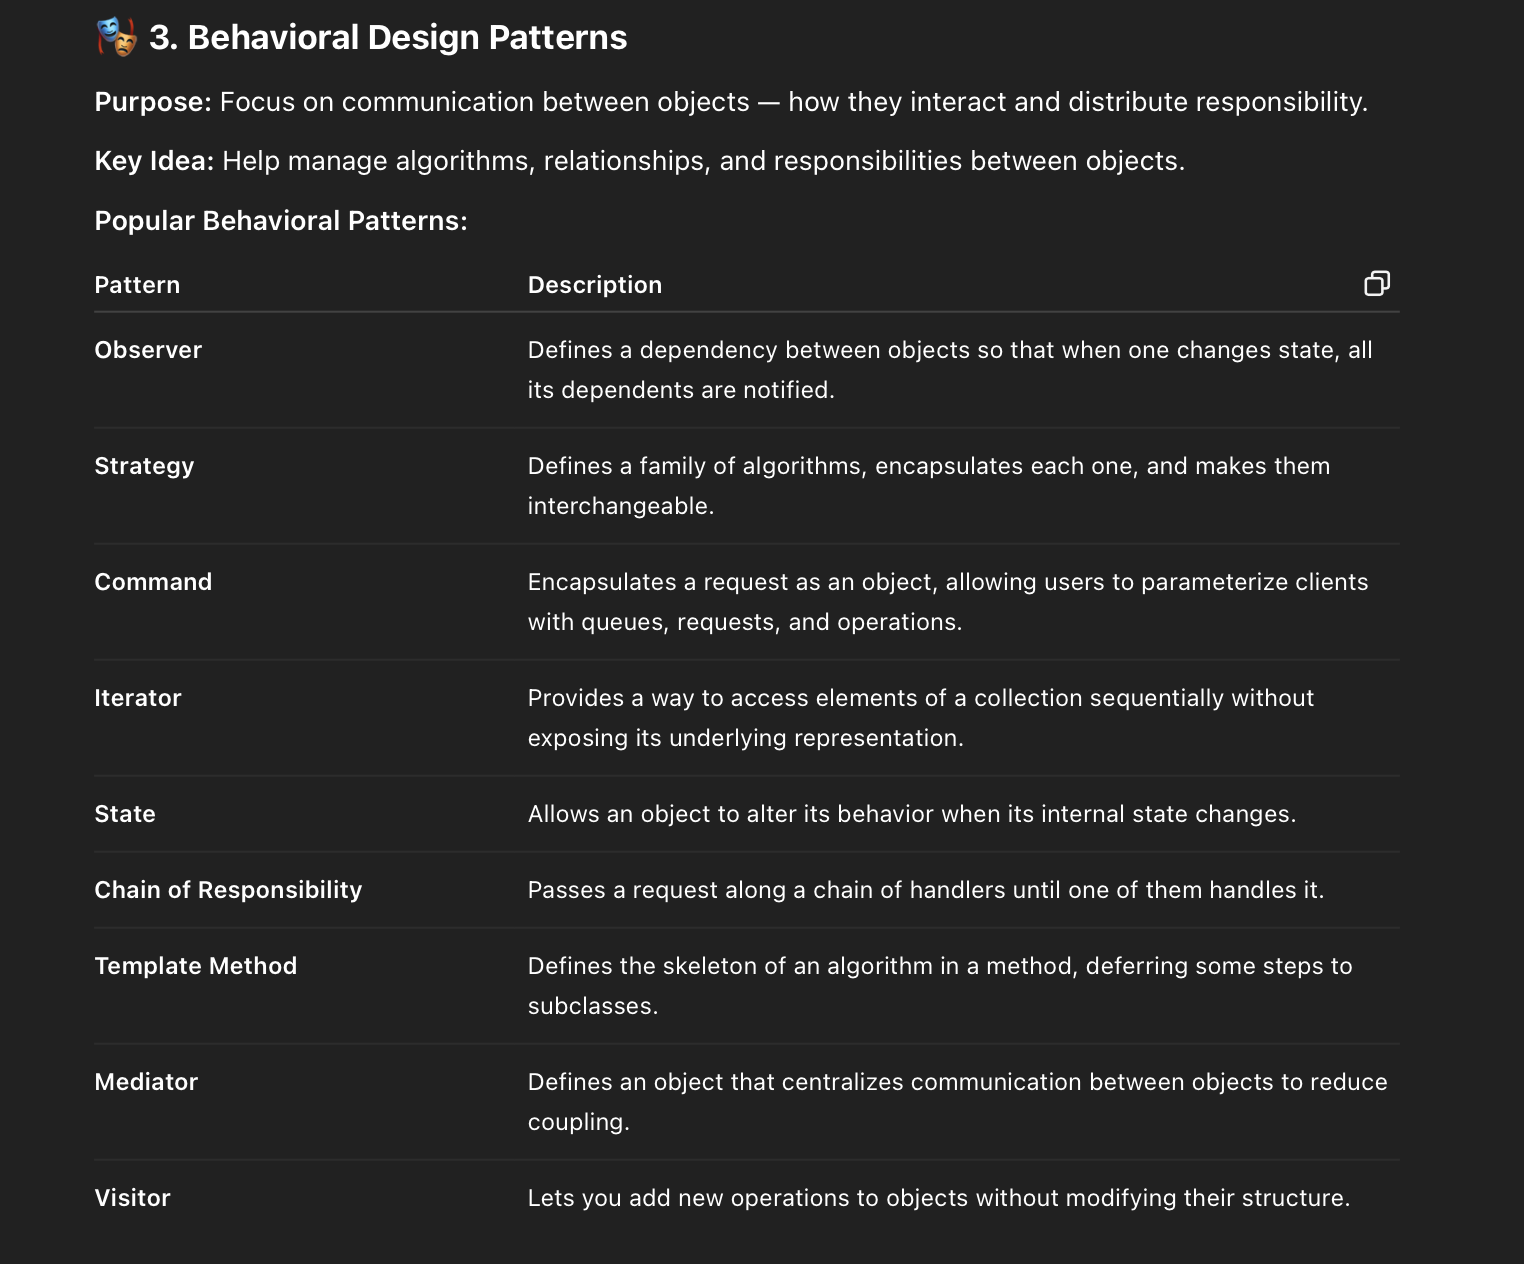 🎭 3. Behavioral Design Patterns
Purpose: Focus on communication between objects — how they interact and distribute responsibility.
Key Idea: Help manage algorithms, relationships, and responsibilities between objects.
Popular Behavioral Patterns:
Pattern Description
Observer Defines a dependency between objects so that when one changes state, all
its dependents are notified.
Strategy Defines a family of algorithms, encapsulates each one, and makes them
interchangeable.
Command Encapsulates a request as an object, allowing users to parameterize clients
with queues, requests, and operations.
Iterator Provides a way to access elements of a collection sequentially without
exposing its underlying representation.
State Allows an object to alter its behavior when its internal state changes.
Chain of Responsibility Passes a request along a chain of handlers until one of them handles it.
Template Method Defines the skeleton of an algorithm in a method, deferring some steps to
subclasses.
Mediator Defines an object that centralizes communication between objects to reduce
coupling.
Visitor Lets you add new operations to objects without modifying their structure.